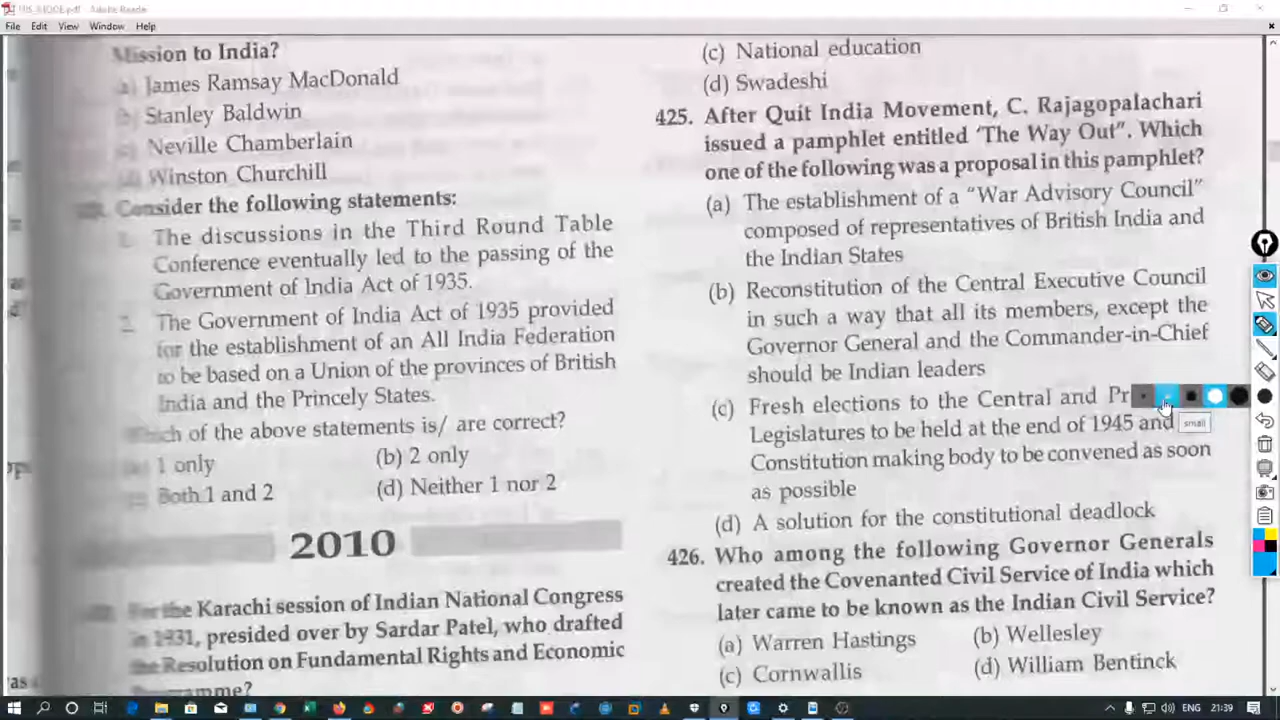 Adobe Reader
File Edit View Window Help
Mission to India?
James Ramsay MacDonald
Stanley Baldwin
Neville Chamberlain
Winston Churchill
Consider the following statements:
The discussions in the Third Round Table
Conference eventually led to the passing of the
Government of India Act of 1935.
The Government of India Act of 1935 provided
for the establishment of an All India Federation
to be based on a Union of the provinces of British
India and the Princely States.
Which of the above statements is/ are correct?
1 only (b) 2 only
Both 1 and 2 (d) Neither 1 nor 2
2010
For the Karachi session of Indian National Congress
in 1931, presided over by Sardar Patel, who drafted
the Resolution on Fundamental Rights and Economic
Programme?
(c) National education
(d) Swadeshi
425. After Quit India Movement, C. Rajagopalachari
issued a pamphlet entitled 'The Way Out". Which
one of the following was a proposal in this pamphlet?
(a) The establishment of a "War Advisory Council"
composed of representatives of British India and
the Indian States
(b) Reconstitution of the Central Executive Council
in such a way that all its members, except the
Governor General and the Commander-in-Chief
should be Indian leaders
(c) Fresh elections to the Central and Pr
Legislatures to be held at the end of 1945 and
small
Constitution making body to be convened as soon
as possible
(d) A solution for the constitutional deadlock
426. Who among the following Governor Generals
created the Covenanted Civil Service of India which
later came to be known as the Indian Civil Service?
(a) Warren Hastings (b) Wellesley
(c) Cornwallis (d) William Bentinck
ENG 21:39